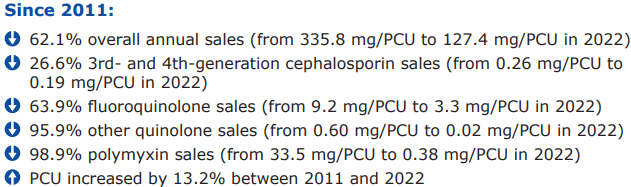 Since 2011:
62.1% overall annual sales (from 335.8 mg/PCU to 127.4 mg/PCU in 2022)
26.6% 3rd- and 4th-generation cephalosporin sales (from 0.26 mg/PCU to
0.19 mg/PCU in 2022)
63.9% fluoroquinolone sales (from 9.2 mg/PCU to 3.3 mg/PCU in 2022)
95.9% other quinolone sales (from 0.60 mg/PCU to 0.02 mg/PCU in 2022)
98.9% polymyxin sales (from 33.5 mg/PCU to 0.38 mg/PCU in 2022)
PCU increased by 13.2% between 2011 and 2022